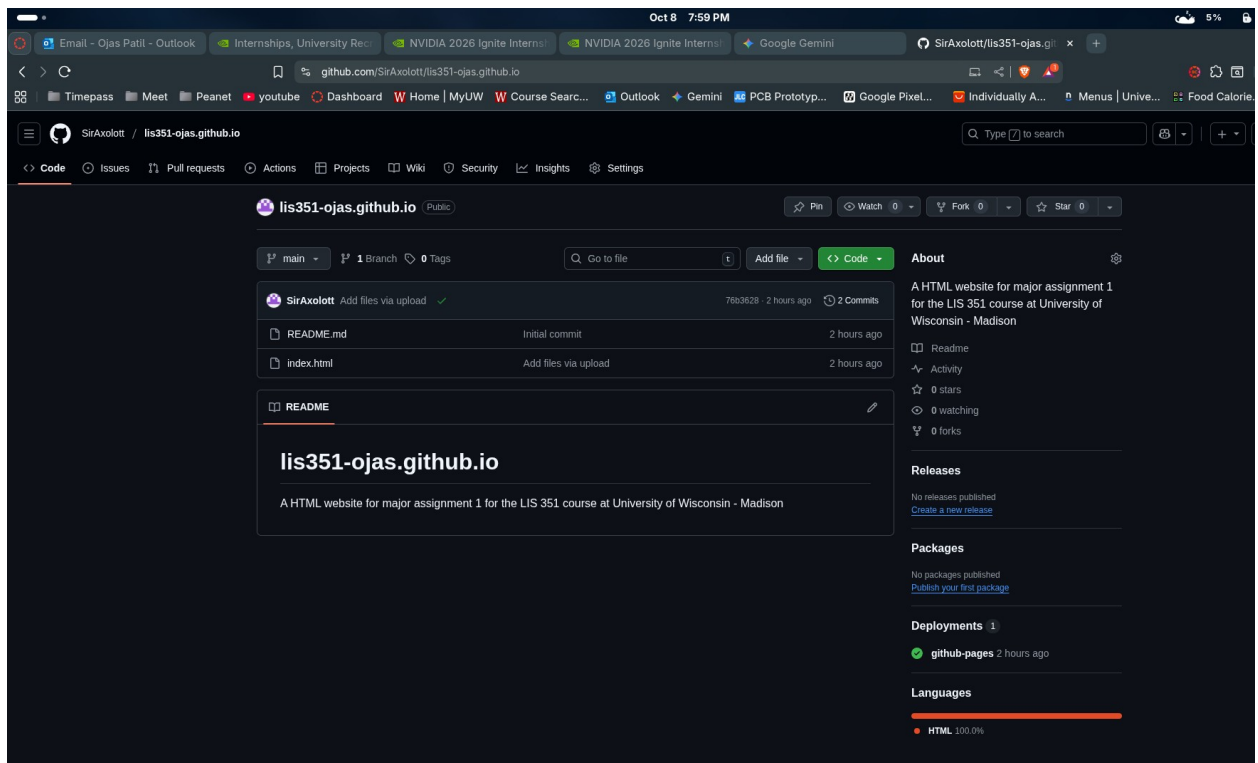 Oct 8 7:59 PM
5%
Email - Ojas Patil - Outlook
Internships, University Recr
NVIDIA 2026 Ignite Internsh
NVIDIA 2026 Ignite Internsh
Google Gemini
SirAxolott/lis351-ojas.git
github.com/SirAxolott/lis351-ojas.github.io
Timepass Meet Peanet youtube Dashboard Home | MyUW Course Searc... Outlook Gemini PCB Prototyp... Google Pixel... Individually A... Menus | Unive... Food Calorie.
SirAxolott / lis351-ojas.github.io
Type / to search
Code Issues Pull requests Actions Projects Wiki Security Insights Settings
lis351-ojas.github.io Public
Pin Watch 0 Fork 0 Star 0
main 1 Branch 0 Tags
Go to file t Add file Code
SirAxolott Add files via upload 76b3628 · 2 hours ago 2 Commits
README.md Initial commit 2 hours ago
index.html Add files via upload 2 hours ago
README
lis351-ojas.github.io
A HTML website for major assignment 1 for the LIS 351 course at University of Wisconsin - Madison
About
A HTML website for major assignment 1
for the LIS 351 course at University of
Wisconsin - Madison
Readme
Activity
0 stars
0 watching
0 forks
Releases
No releases published
Create a new release
Packages
No packages published
Publish your first package
Deployments 1
github-pages 2 hours ago
Languages
HTML 100.0%